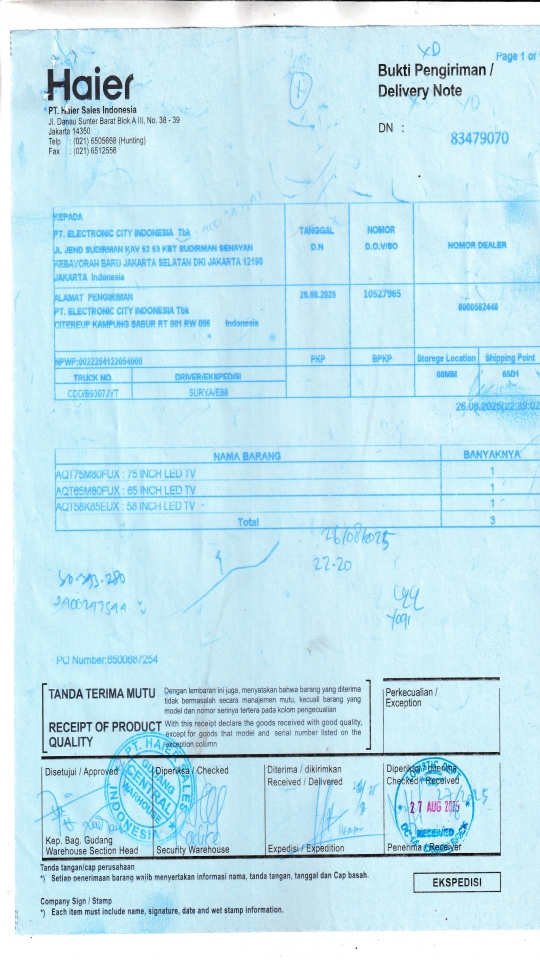 Haier
PT. Haier Sales Indonesia
Jl. Danau Sunter Barat Blok A III, No. 38 - 39
Jakarta 14350
Telp : (021) 6505668 (Hunting)
Fax : (021) 6512556
Page 1 of
Bukti Pengiriman /
Delivery Note
DN :
83479070
KEPADA
PT. ELECTRONIC CITY INDONESIA Tbk
JL JEND SUDIRMAN KAV 52 53 KBT SUDIRMAN SENAYAN
KEBAYORAN BARU JAKARTA SELATAN DKI JAKARTA 12190
JAKARTA Indonesia
TANGGAL
D.N
NOMOR
D.O.V/SO
NOMOR DEALER
ALAMAT PENGIRIMAN
PT. ELECTRONIC CITY INDONESIA Tbk
CITEREUP KAMPUNG SABUR RT 001 RW 006 Indonesia
26.08.2025
10527965
NPWP:0022254122054000
PKP
BPKP
Storege Location
Shipping Point
TRUCK NO.
DRIVER/EKSPEDISI
SURYA/EBB
65D1
NAMA BARANG
BANYAKNYA
AQT75M80FUX : 75 INCH LED TV
1
AQT65M80FUX : 65 INCH LED TV
1
AQT58K85EUX : 58 INCH LED TV
1
Total
3
26/08/2025
22-20
Yogi
PO Number:8500687254
TANDA TERIMA MUTU
Dengan lembaran ini juga, menyatakan bahwa barang yang diterima
tidak bermasalah secara manajemen mutu, kecuali barang yang
model dan nomor serinya tertera pada kolom pengecualian
RECEIPT OF PRODUCT
QUALITY
With this receipt declare the goods received with good quality,
except for goods that model and serial number listed on the
exception column
Perkecualian /
Exception
Disetujui / Approved
Diperiksa / Checked
Diterima / dikirimkan
Received / Delivered
Diperiksa / diterima
Checked / Received
PT. HAIER SALES
INDONESIA
GUDANG
CENTRAL
WAREHOUSE
27 AUG 2025
RECEIVED
Kep. Bag. Gudang
Warehouse Section Head
Security Warehouse
Expedisi / Expedition
Penerima / Receiver
Tanda tangan/cap perusahaan
*) Setiap penerimaan barang wajib menyertakan informasi nama, tanda tangan, tanggal dan Cap basah.
EKSPEDISI
Company Sign / Stamp
*) Each item must include name, signature, date and wet stamp information.